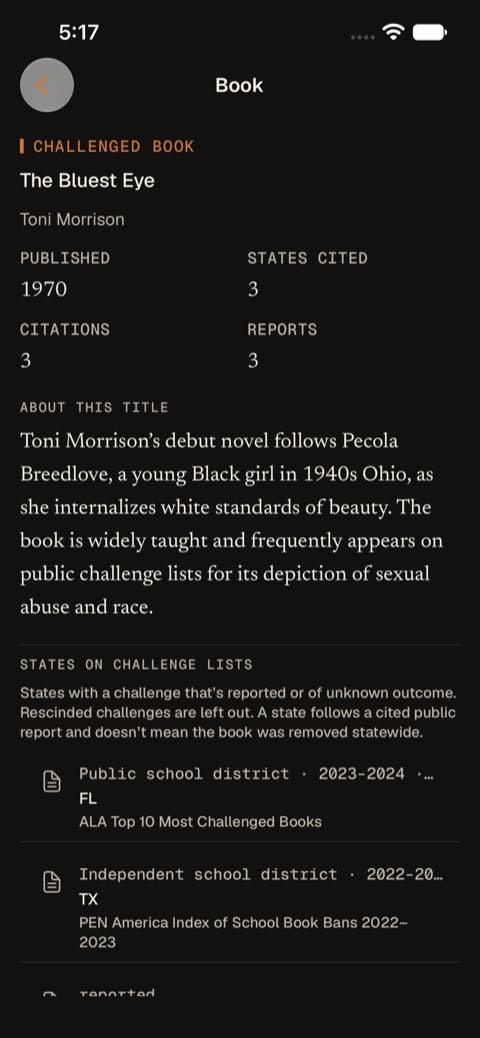 5:17
Book
CHALLENGED BOOK
The Bluest Eye
Toni Morrison
PUBLISHED
1970
STATES CITED
3
CITATIONS
3
REPORTS
3
ABOUT THIS TITLE
Toni Morrison’s debut novel follows Pecola
Breedlove, a young Black girl in 1940s Ohio, as
she internalizes white standards of beauty. The
book is widely taught and frequently appears on
public challenge lists for its depiction of sexual
abuse and race.
STATES ON CHALLENGE LISTS
States with a challenge that’s reported or of unknown outcome.
Rescinded challenges are left out. A state follows a cited public
report and doesn’t mean the book was removed statewide.
Public school district · 2023–2024 ·…
FL
ALA Top 10 Most Challenged Books
Independent school district · 2022–20…
TX
PEN America Index of School Book Bans 2022–
2023
reported